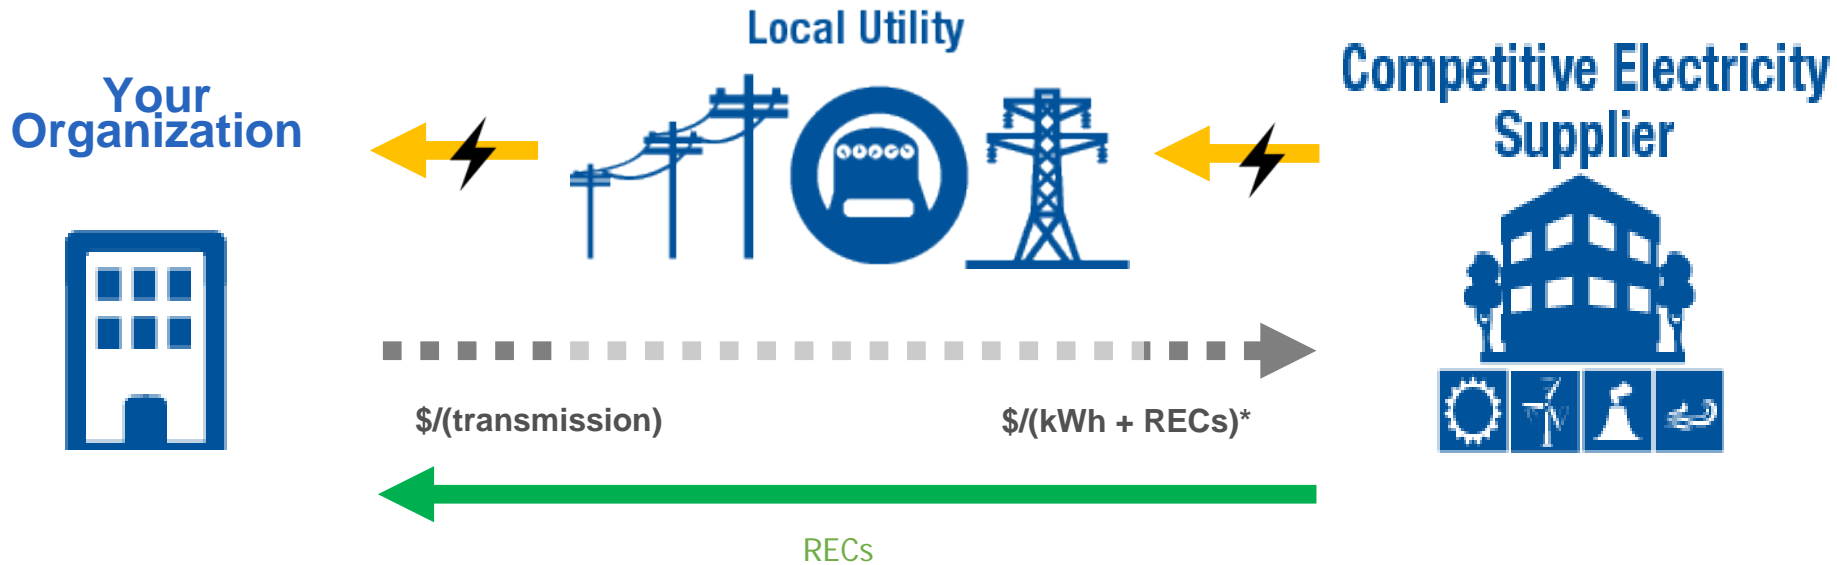 Local Utility
Your
Organization
Competitive Electricity
Supplier
$/(transmission)
$/(kWh + RECs)*
RECs